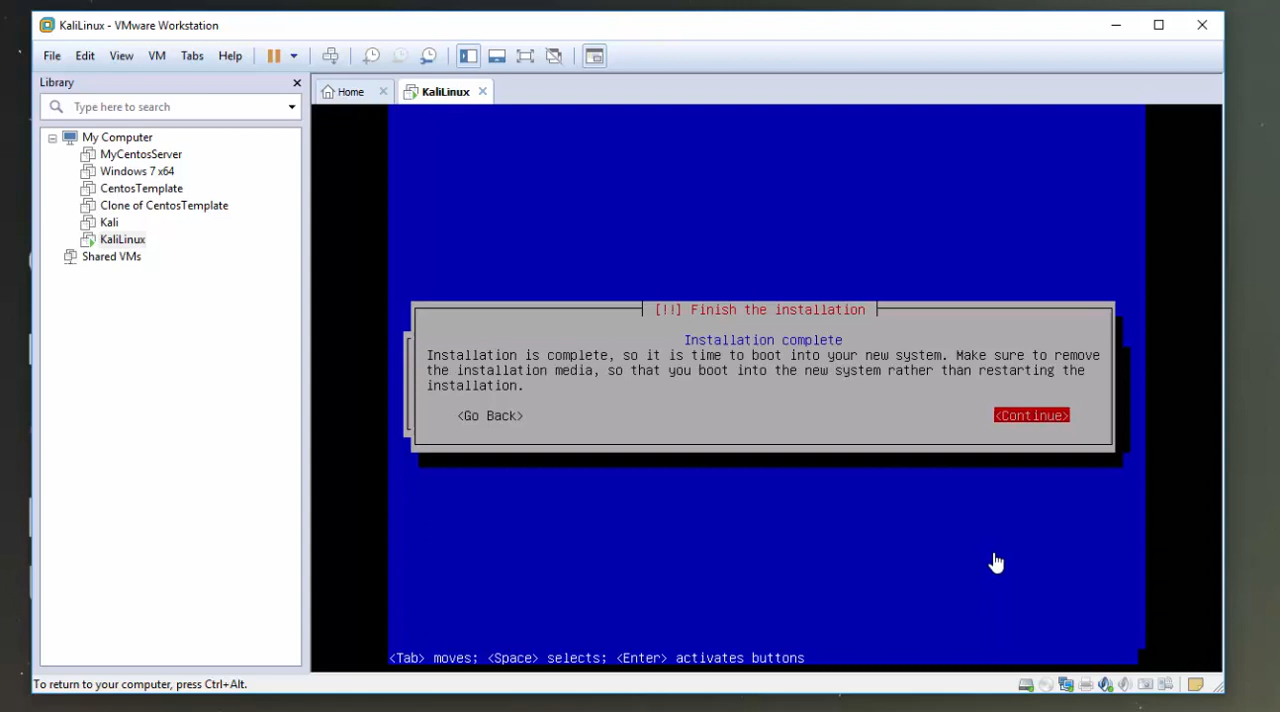 KaliLinux - VMware Workstation
File Edit View VM Tabs Help
Library
Type here to search
Home
KaliLinux
My Computer
MyCentosServer
Windows 7 x64
CentosTemplate
Clone of CentosTemplate
Kali
KaliLinux
Shared VMs
[!!] Finish the installation
Installation complete
Installation is complete, so it is time to boot into your new system. Make sure to remove
the installation media, so that you boot into the new system rather than restarting the
installation.
<Go Back> <Continue>
<Tab> moves; <Space> selects; <Enter> activates buttons
To return to your computer, press Ctrl+Alt.